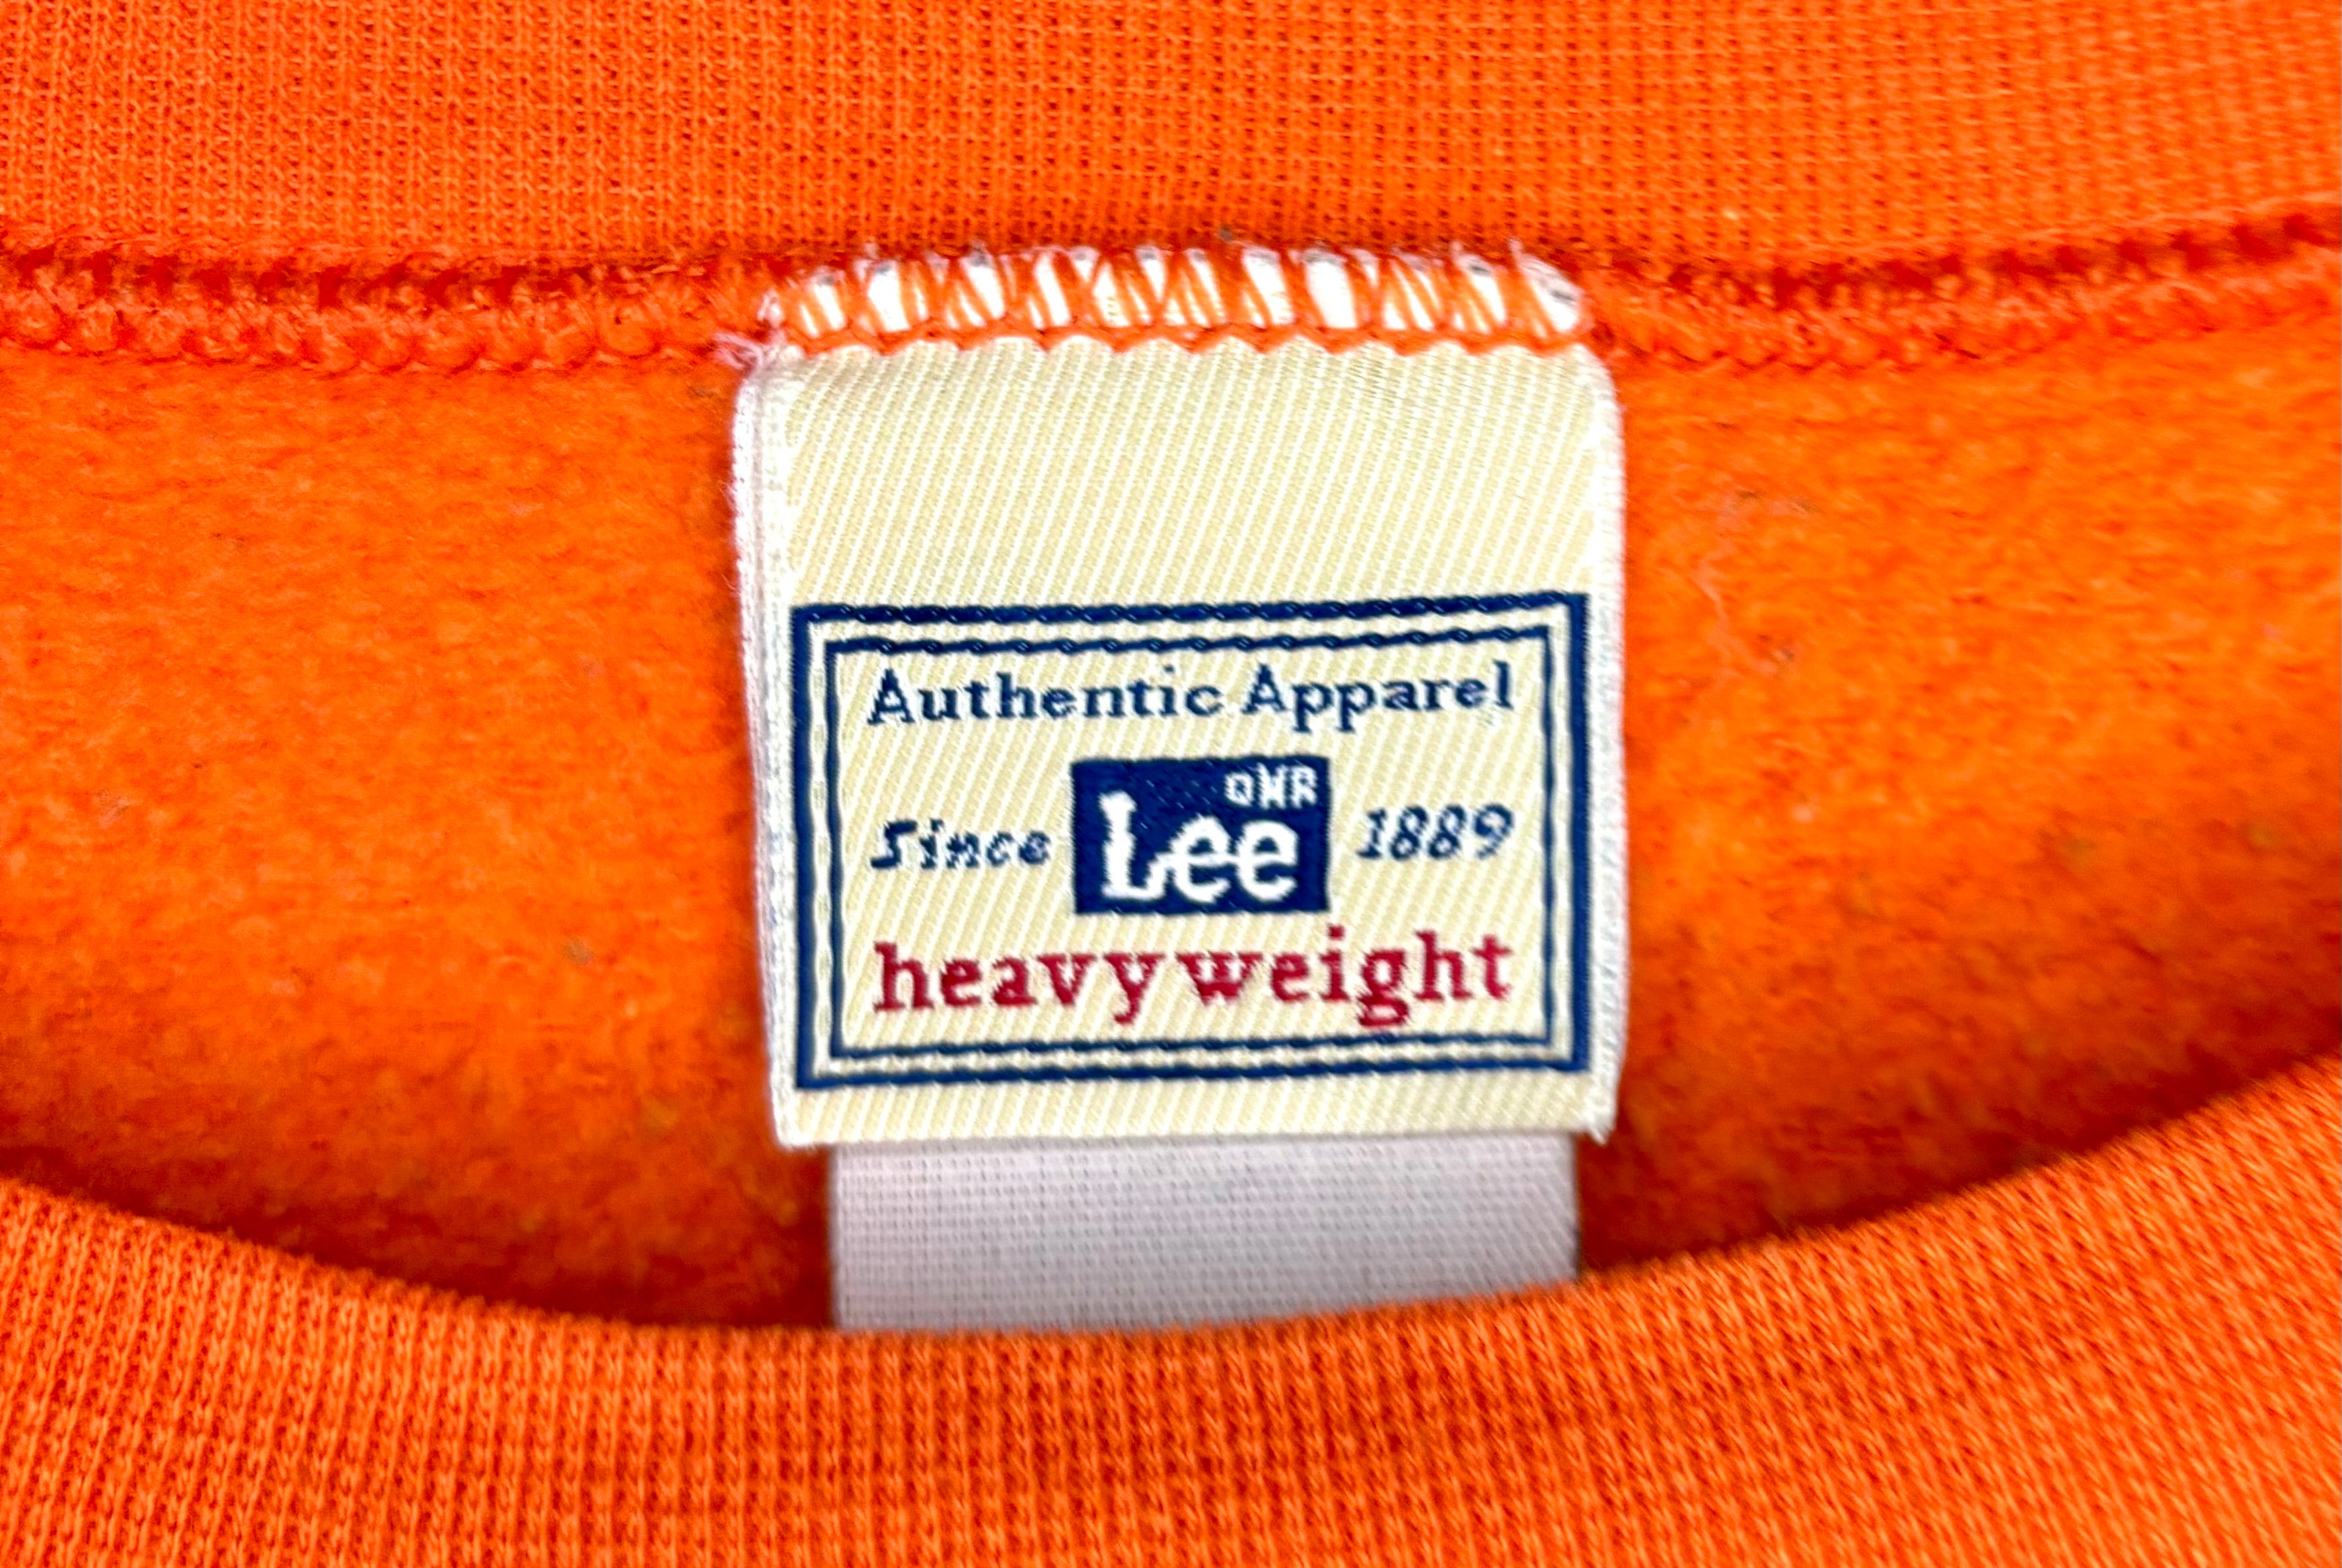 Authentic Apparel
Since Lee QMR 1889
heavyweight